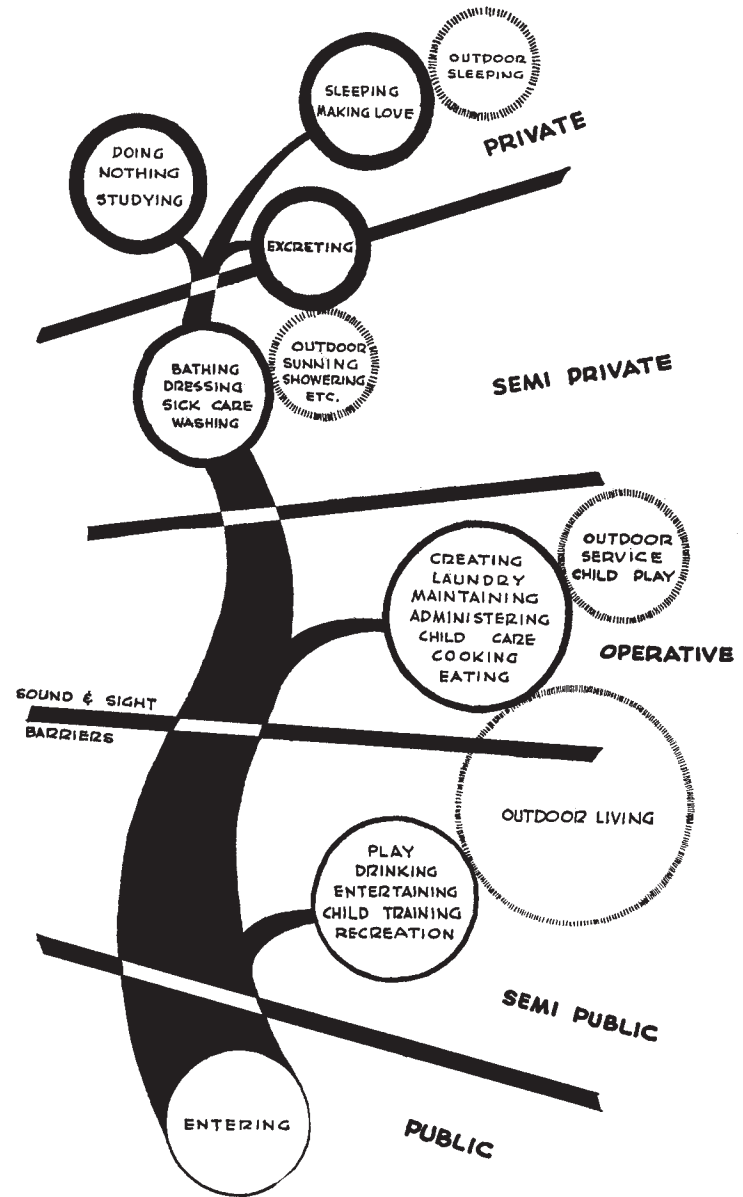 OUTDOOR
SLEEPING
SLEEPING
MAKING LOVE
PRIVATE
DOING
NOTHING
STUDYING
EXCRETING
OUTDOOR
SUNNING
SHOWERING
ETC.
BATHING
DRESSING
SICK CARE
WASHING
SEMI PRIVATE
OUTDOOR
SERVICE
CHILD PLAY
CREATING
LAUNDRY
MAINTAINING
ADMINISTERING
CHILD CARE
COOKING
EATING
OPERATIVE
SOUND & SIGHT
BARRIERS
OUTDOOR LIVING
PLAY
DRINKING
ENTERTAINING
CHILD TRAINING
RECREATION
SEMI PUBLIC
ENTERING
PUBLIC